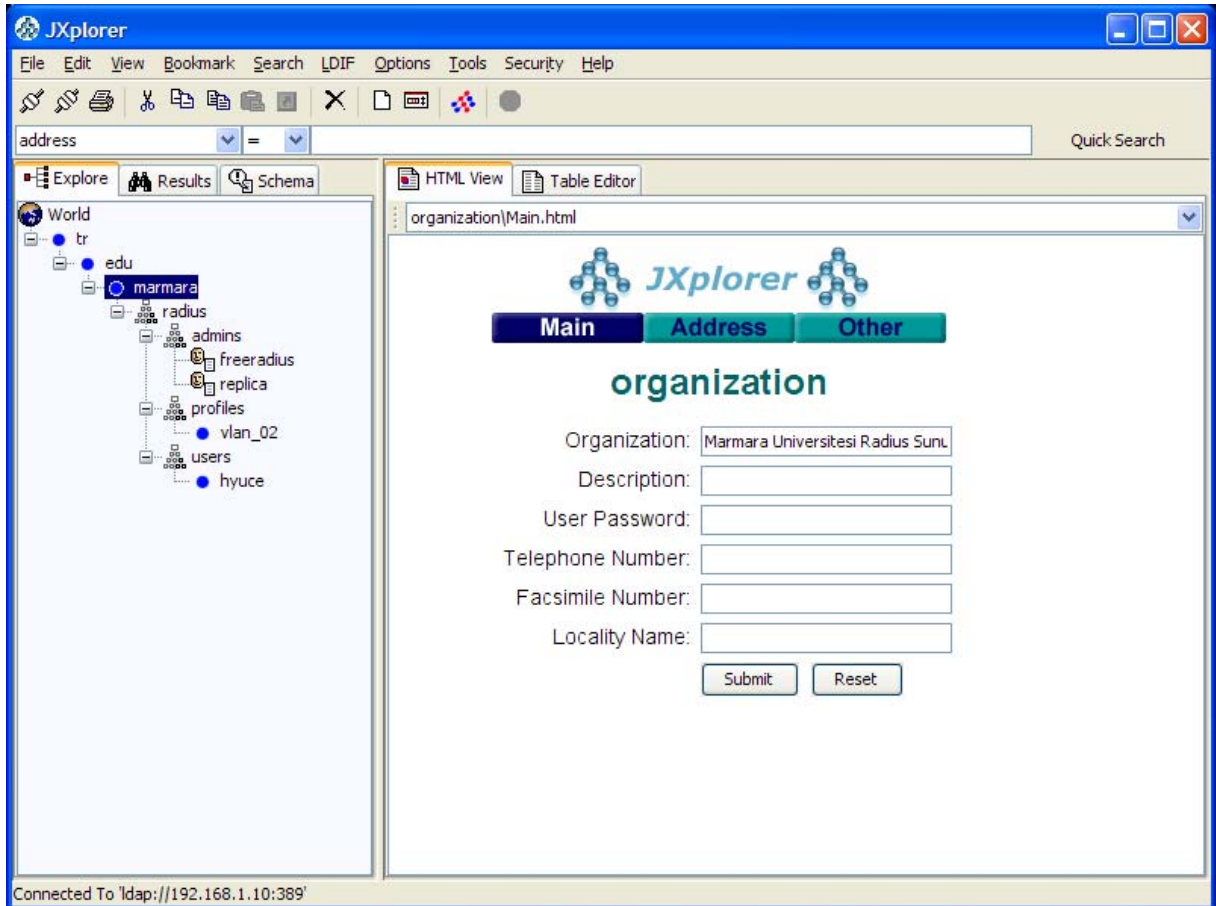 JXplorer
File Edit View Bookmark Search LDIF Options Tools Security Help
address = Quick Search
Explore Results Schema
World
tr
edu
marmara
radius
admins
freeradius
replica
profiles
vlan_02
users
hyuce
HTML View Table Editor
organization\Main.html
JXplorer
Main Address Other
organization
Organization: Marmara Universitesi Radius Sunu
Description:
User Password:
Telephone Number:
Facsimile Number:
Locality Name:
Submit Reset
Connected To 'ldap://192.168.1.10:389'